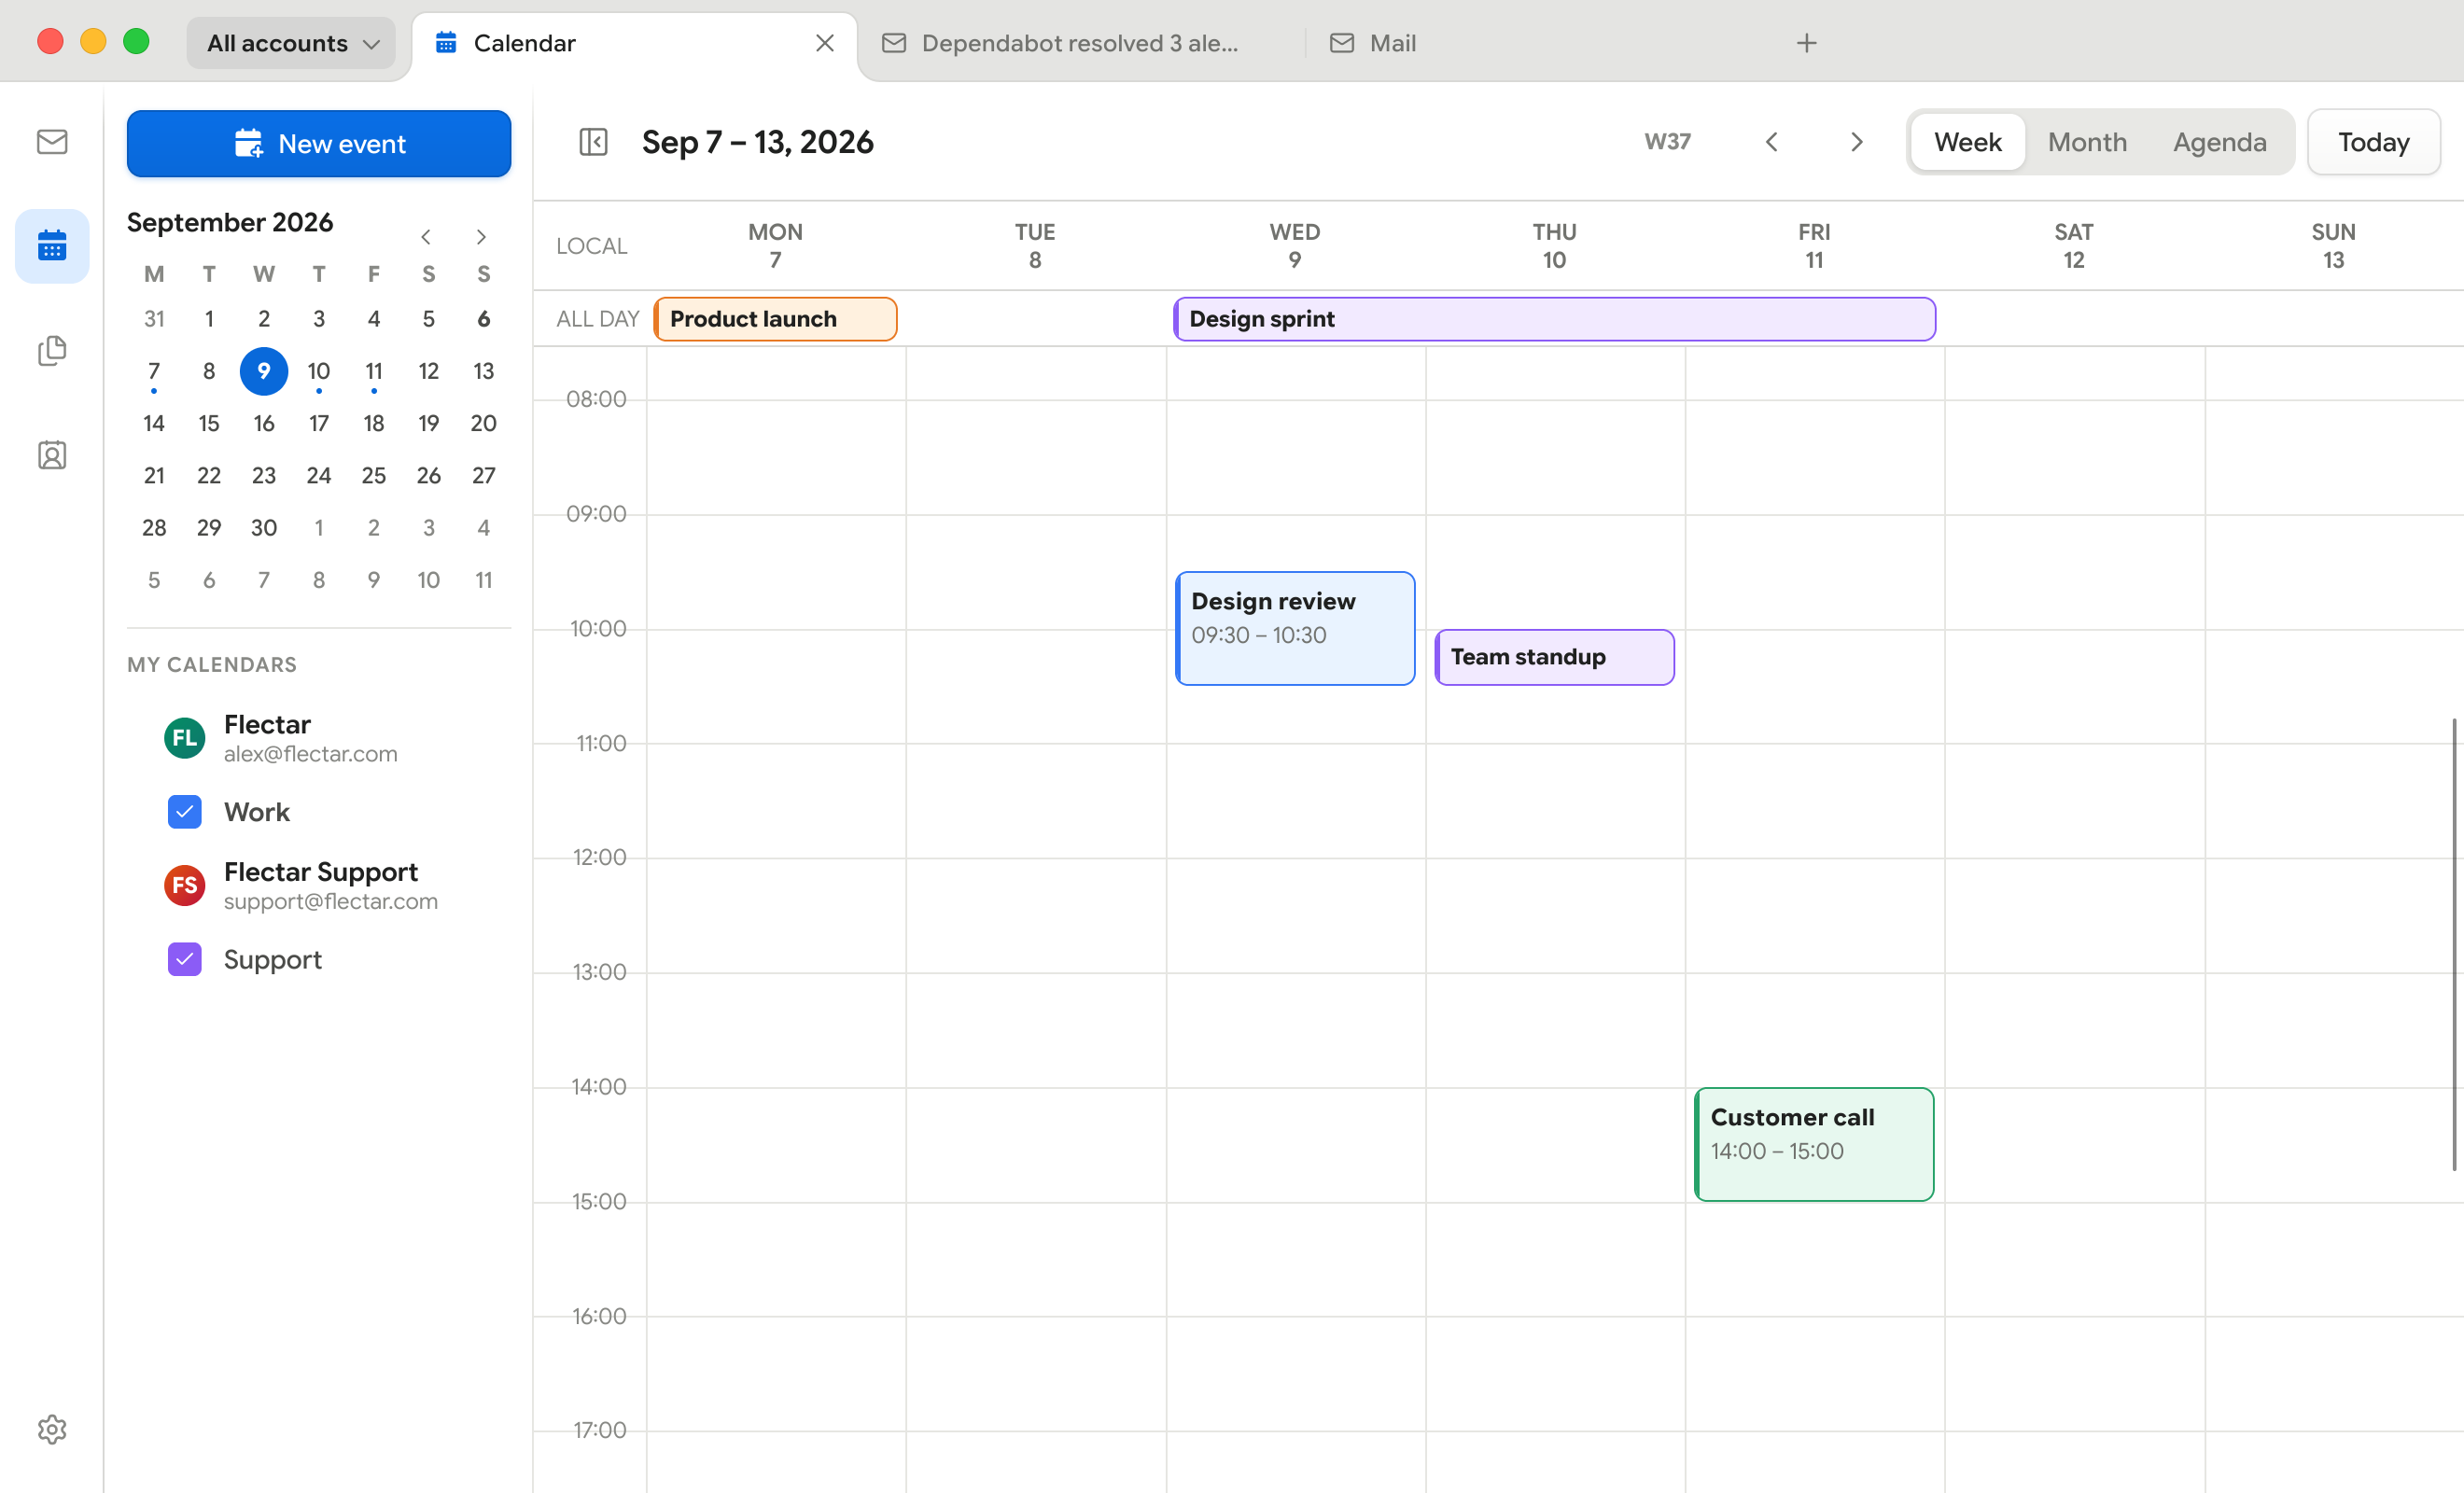 All accounts
Calendar
Dependabot resolved 3 ale...
Mail
New event
September 2026
M T W T F S S
31 1 2 3 4 5 6
7 8 9 10 11 12 13
14 15 16 17 18 19 20
21 22 23 24 25 26 27
28 29 30 1 2 3 4
5 6 7 8 9 10 11
MY CALENDARS
FL
Flectar
alex@flectar.com
Work
FS
Flectar Support
support@flectar.com
Support
Sep 7 – 13, 2026
W37
Week Month Agenda
Today
LOCAL
MON TUE WED THU FRI SAT SUN
7 8 9 10 11 12 13
ALL DAY
Product launch
Design sprint
08:00
09:00
Design review
09:30 – 10:30
10:00
Team standup
11:00
12:00
13:00
14:00
Customer call
14:00 – 15:00
15:00
16:00
17:00